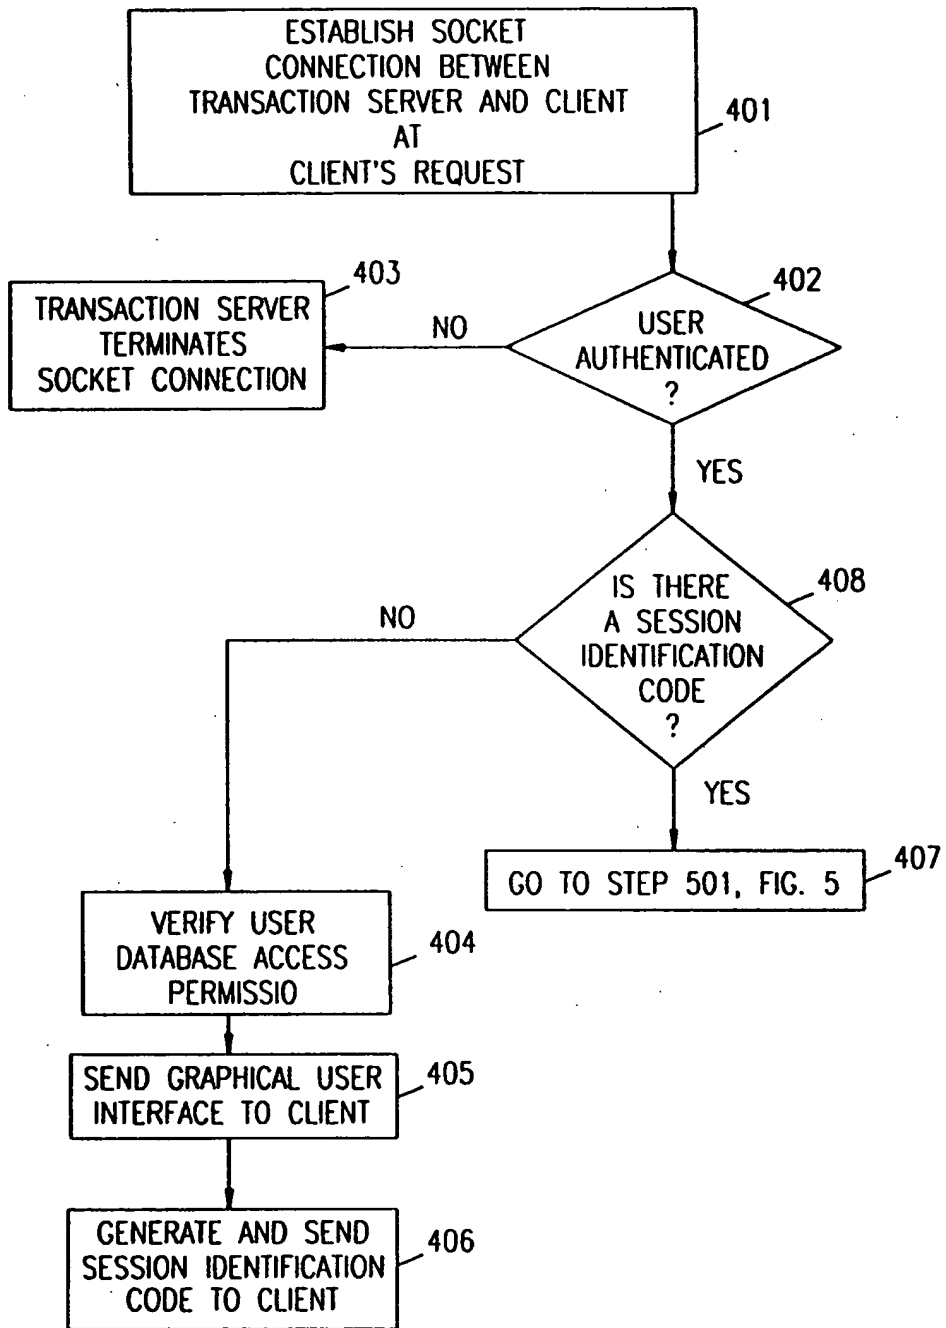 ESTABLISH SOCKET
CONNECTION BETWEEN
TRANSACTION SERVER AND CLIENT
AT
CLIENT'S REQUEST
401
403
TRANSACTION SERVER
TERMINATES
SOCKET CONNECTION
NO
402
USER
AUTHENTICATED
?
YES
408
IS THERE
A SESSION
IDENTIFICATION
CODE
?
NO
YES
407
GO TO STEP 501, FIG. 5
VERIFY USER
DATABASE ACCESS
PERMISSIO
404
SEND GRAPHICAL USER
INTERFACE TO CLIENT
405
GENERATE AND SEND
SESSION IDENTIFICATION
CODE TO CLIENT
406